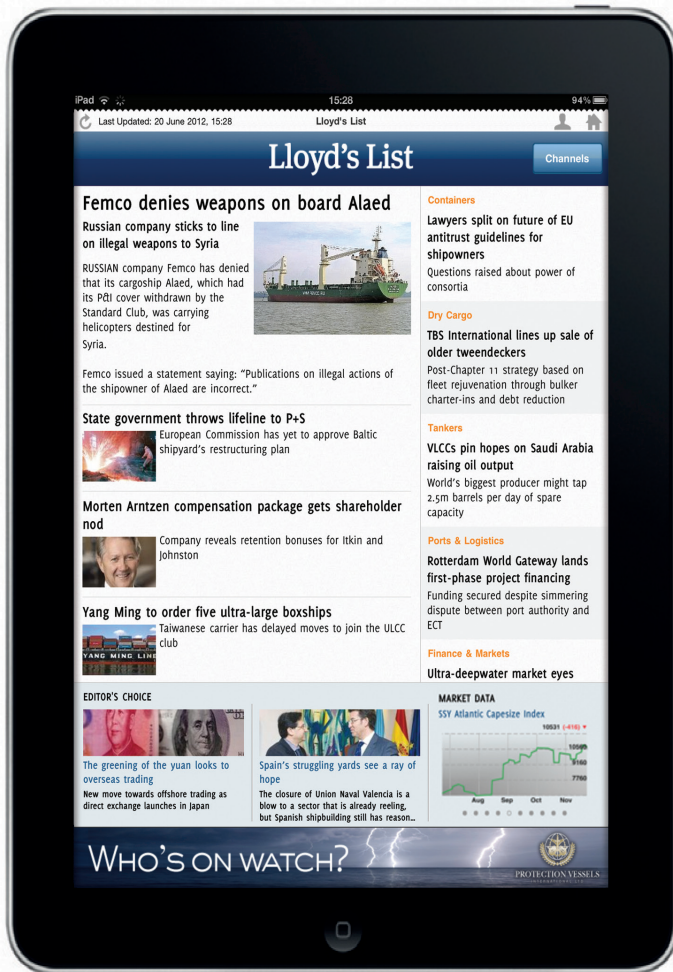 iPad
15:28
94%
Last Updated: 20 June 2012, 15:28
Lloyd's List
Lloyd's List
Channels
Femco denies weapons on board Alaed
Russian company sticks to line
on illegal weapons to Syria
RUSSIAN company Femco has denied
that its cargoship Alaed, which had
its P&I cover withdrawn by the
Standard Club, was carrying
helicopters destined for
Syria.
Femco issued a statement saying: “Publications on illegal actions of
the shipowner of Alaed are incorrect.”
State government throws lifeline to P+S
European Commission has yet to approve Baltic
shipyard's restructuring plan
Morten Arntzen compensation package gets shareholder
nod
Company reveals retention bonuses for Itkin and
Johnston
Yang Ming to order five ultra-large boxships
Taiwanese carrier has delayed moves to join the ULCC
club
YANG MING LINE
Containers
Lawyers split on future of EU
antitrust guidelines for
shipowners
Questions raised about power of
consortia
Dry Cargo
TBS International lines up sale of
older tweendeckers
Post-Chapter 11 strategy based on
fleet rejuvenation through bulker
charter-ins and debt reduction
Tankers
VLCCs pin hopes on Saudi Arabia
raising oil output
World's biggest producer might tap
2.5m barrels per day of spare
capacity
Ports & Logistics
Rotterdam World Gateway lands
first-phase project financing
Funding secured despite simmering
dispute between port authority and
ECT
Finance & Markets
Ultra-deepwater market eyes
EDITOR'S CHOICE
The greening of the yuan looks to
overseas trading
New move towards offshore trading as
direct exchange launches in Japan
Spain's struggling yards see a ray of
hope
The closure of Union Naval Valencia is a
blow to a sector that is already reeling,
but Spanish shipbuilding still has reason...
MARKET DATA
SSY Atlantic Capesize Index
10531 (-416)
9160
7760
Aug Sep Oct Nov
WHO'S ON WATCH?
PROTECTION VESSELS
INTERNATIONAL LTD